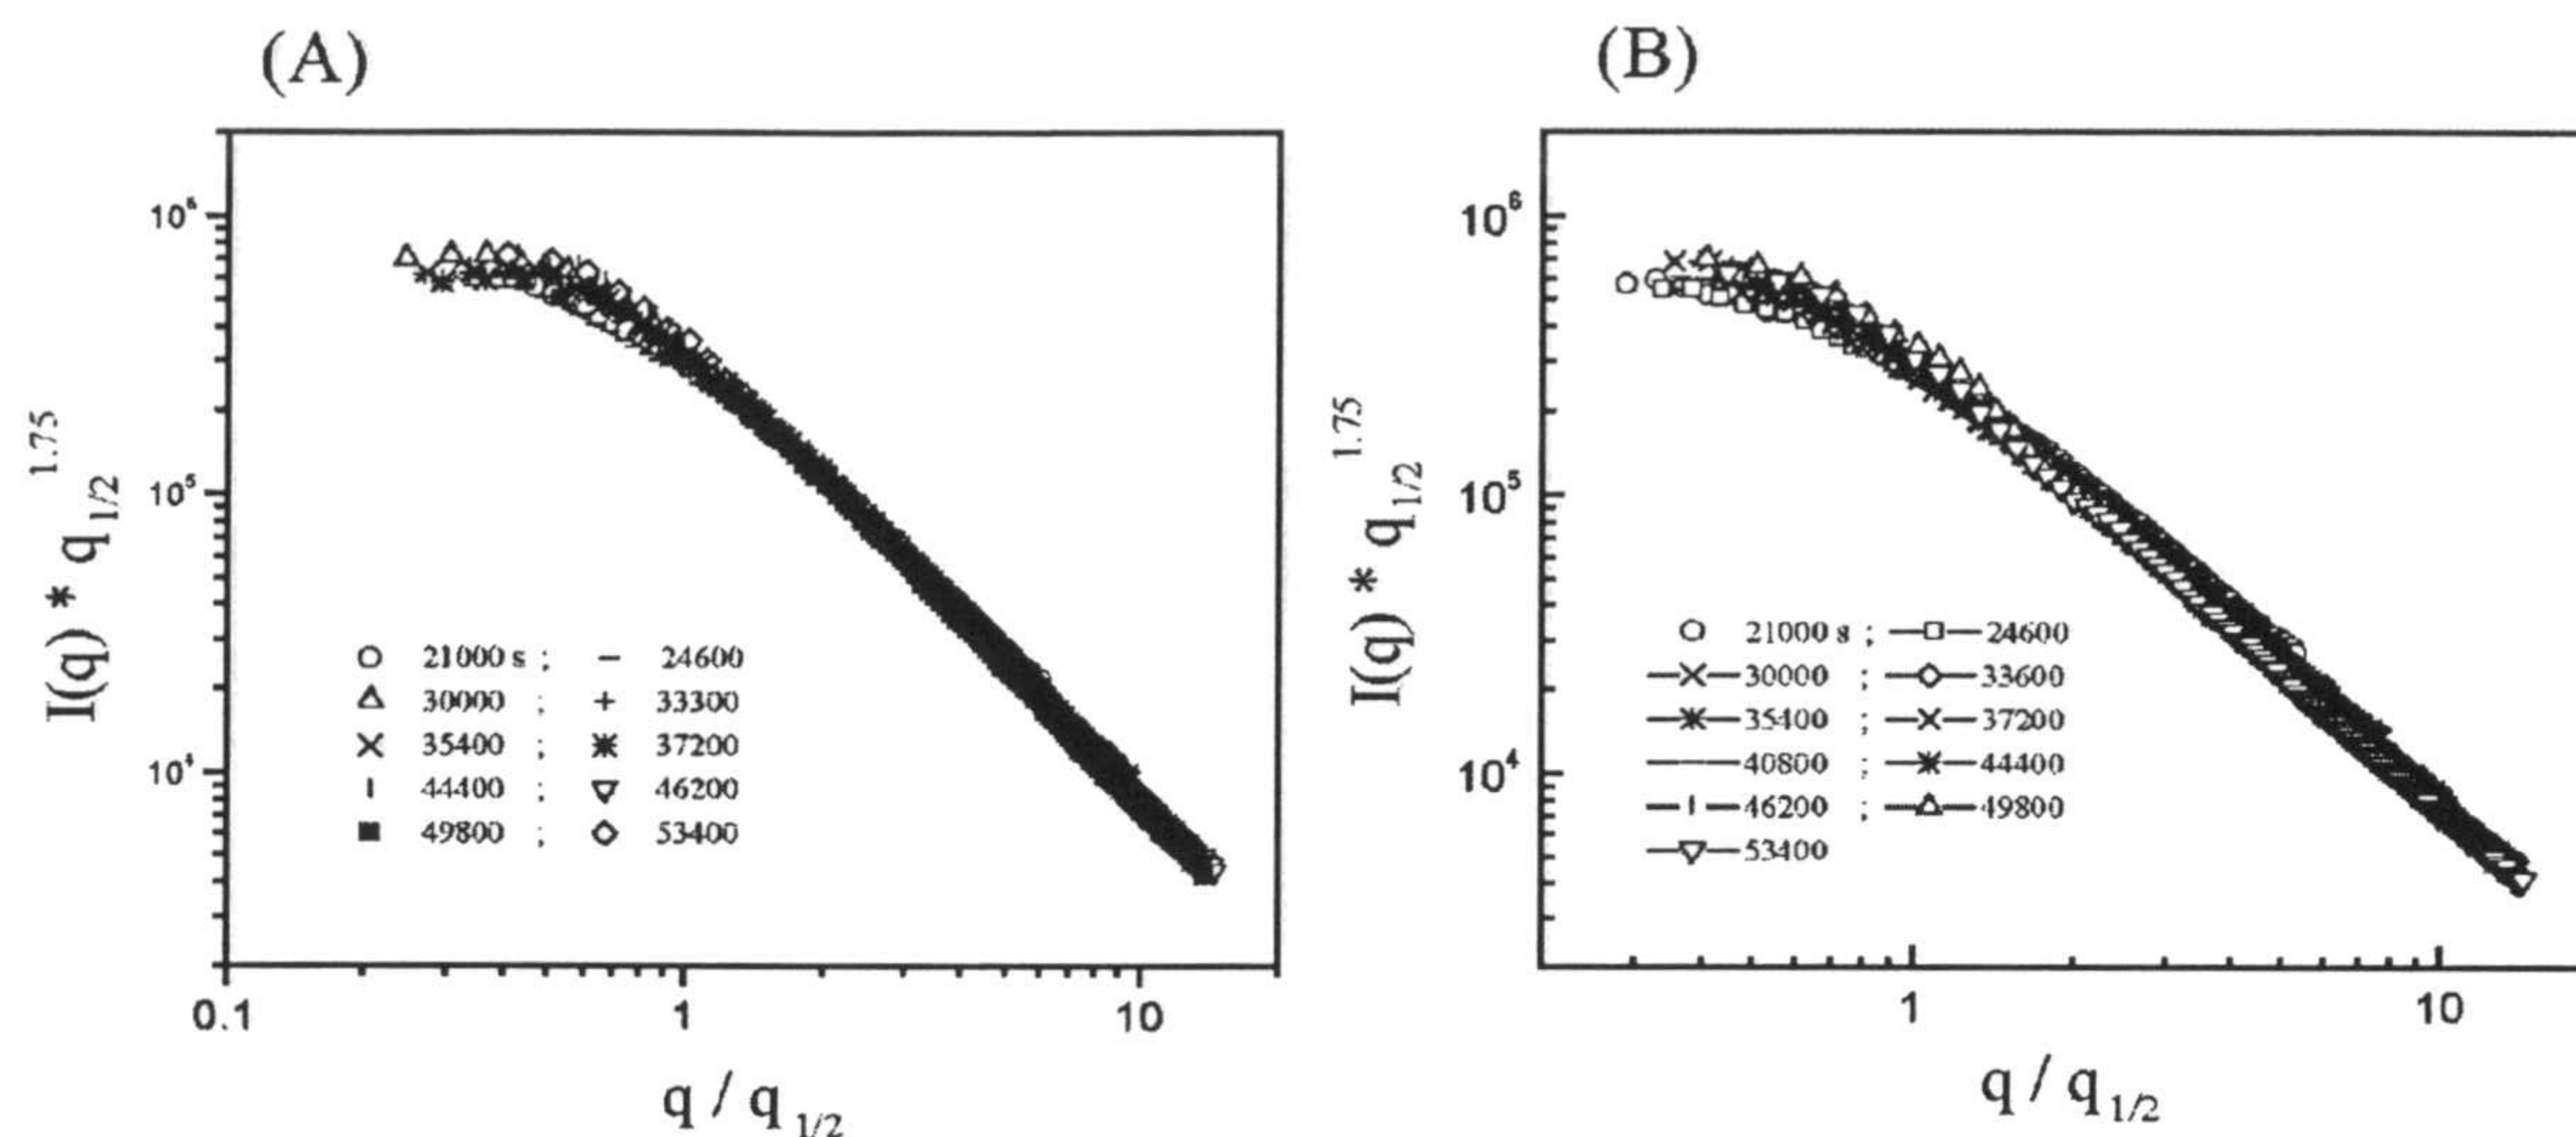 (A)
I(q) * q1/2 1.75
10⁶
10⁵
10⁴
21000 s ; 24600
30000 ; 33300
35400 ; 37200
44400 ; 46200
49800 ; 53400
0.1 1 10
q / q 1/2
(B)
I(q) * q1/2 1.75
10⁶
10⁵
10⁴
21000 s ; 24600
30000 ; 33600
35400 ; 37200
40800 ; 44400
46200 ; 49800
53400
1 10
q / q 1/2